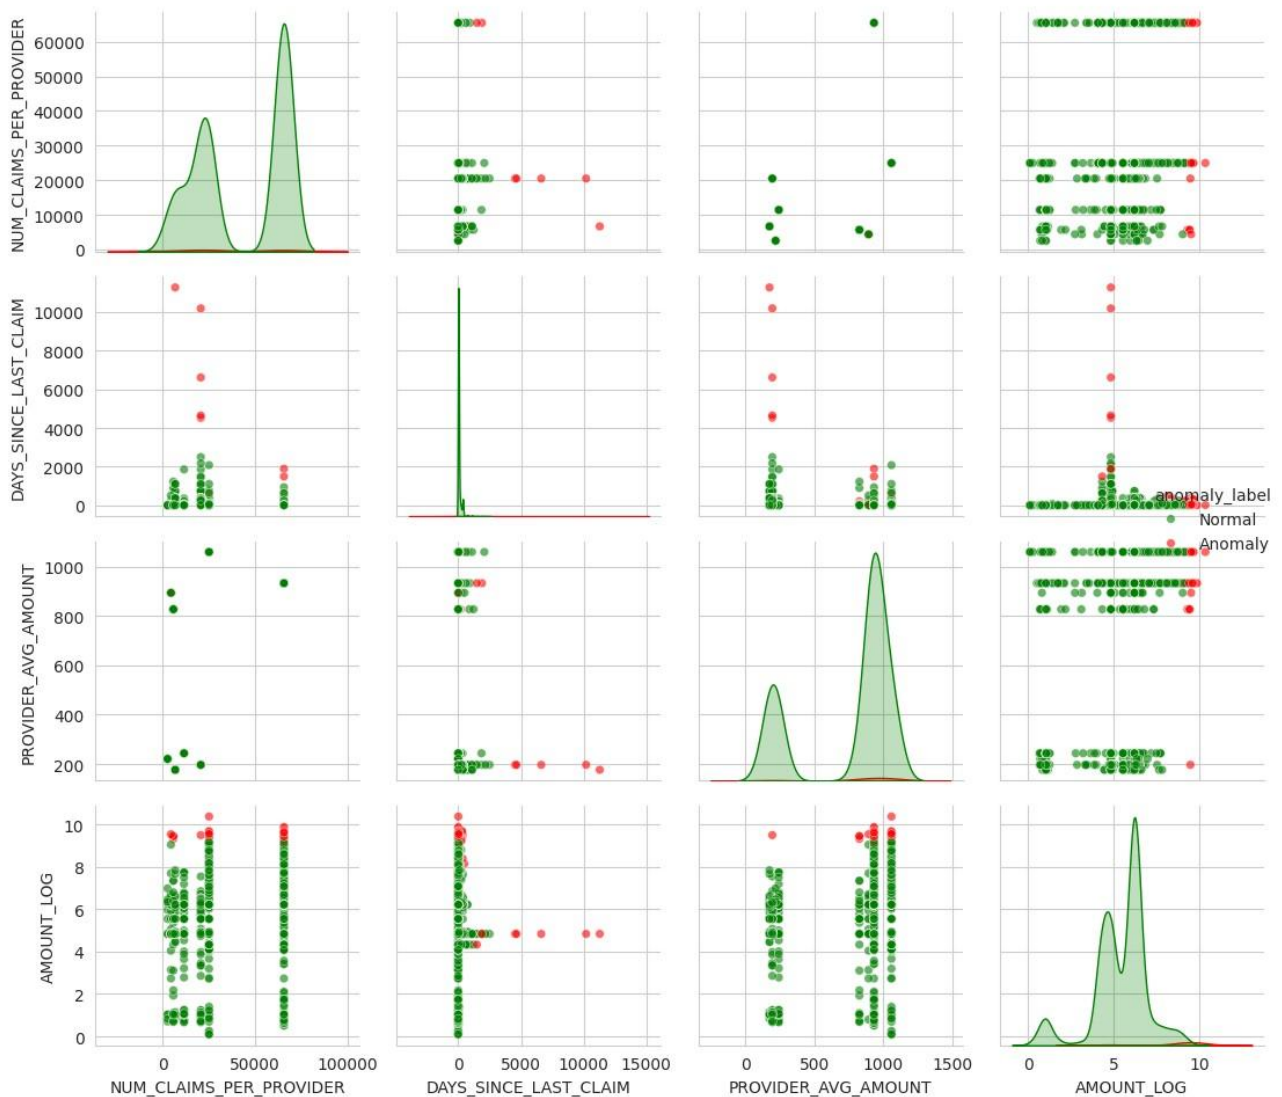 NUM_CLAIMS_PER_PROVIDER
60000
50000
40000
30000
20000
10000
0
DAYS_SINCE_LAST_CLAIM
10000
8000
6000
4000
2000
0
anomaly_label
Normal
Anomaly
PROVIDER_AVG_AMOUNT
1000
800
600
400
200
AMOUNT_LOG
10
8
6
4
2
0
0 50000 100000 0 5000 10000 15000 0 500 1000 1500 0 5 10
NUM_CLAIMS_PER_PROVIDER DAYS_SINCE_LAST_CLAIM PROVIDER_AVG_AMOUNT AMOUNT_LOG